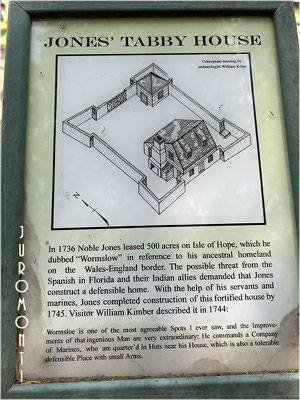 JONES' TABBY HOUSE
Conceptual drawing by
archaeologist William Kelso
In 1736 Noble Jones leased 500 acres on Isle of Hope, which he
dubbed "Wormslow" in reference to his ancestral homeland
on the Wales-England border. The possible threat from the
Spanish in Florida and their Indian allies demanded that Jones
construct a defensible home. With the help of his servants and
marines, Jones completed construction of this fortified house by
1745. Visitor William Kimber described it in 1744:
Wormsloe is one of the most agreeable Spots I ever saw, and the Improve-
ments of that ingenious Man are very extraordinary: He commands a Company
of Marines, who are quarter'd in Huts near his House, which is also a tolerable
defensible Place with small Arms.
JUROMONT